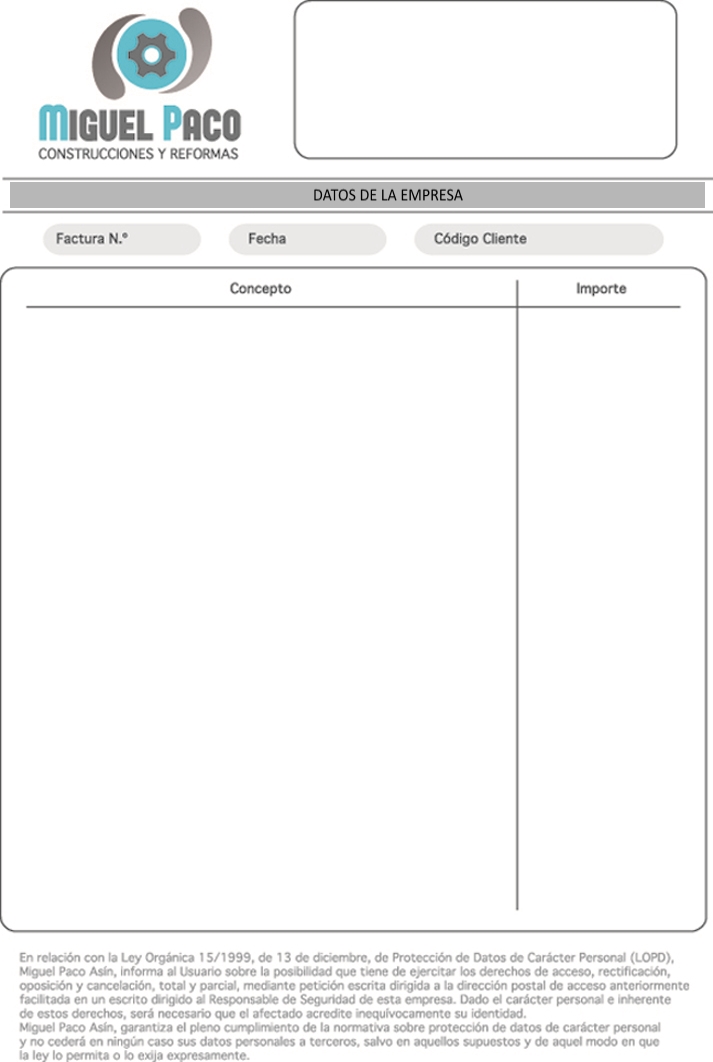 MIGUEL PACO
CONSTRUCCIONES Y REFORMAS
DATOS DE LA EMPRESA
Factura N.º
Fecha
Código Cliente
Concepto
Importe
En relación con la Ley Orgánica 15/1999, de 13 de diciembre, de Protección de Datos de Carácter Personal (LOPD),
Miguel Paco Asín, informa al Usuario sobre la posibilidad que tiene de ejercitar los derechos de acceso, rectificación,
oposición y cancelación, total y parcial, mediante petición escrita dirigida a la dirección postal de acceso anteriormente
facilitada en un escrito dirigido al Responsable de Seguridad de esta empresa. Dado el carácter personal e inherente
de estos derechos, será necesario que el afectado acredite inequívocamente su identidad.
Miguel Paco Asín, garantiza el pleno cumplimiento de la normativa sobre protección de datos de carácter personal
y no cederá en ningún caso sus datos personales a terceros, salvo en aquellos supuestos y de aquel modo en que
la ley lo permita o lo exija expresamente.